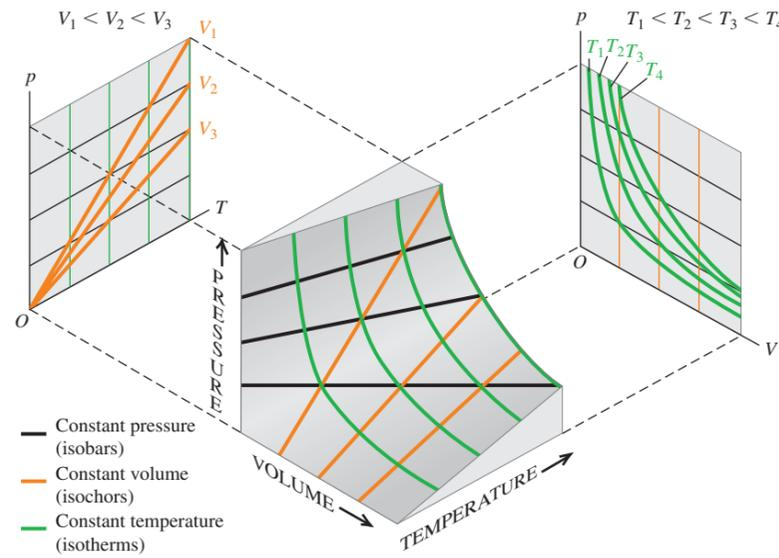 V₁ < V₂ < V₃
V₁
p
V₂
V₃
T
O
p
T₁ < T₂ < T₃ < T₄
T₁ T₂ T₃
T₄
O
V
PRESSURE
VOLUME
TEMPERATURE
Constant pressure
(isobars)
Constant volume
(isochors)
Constant temperature
(isotherms)